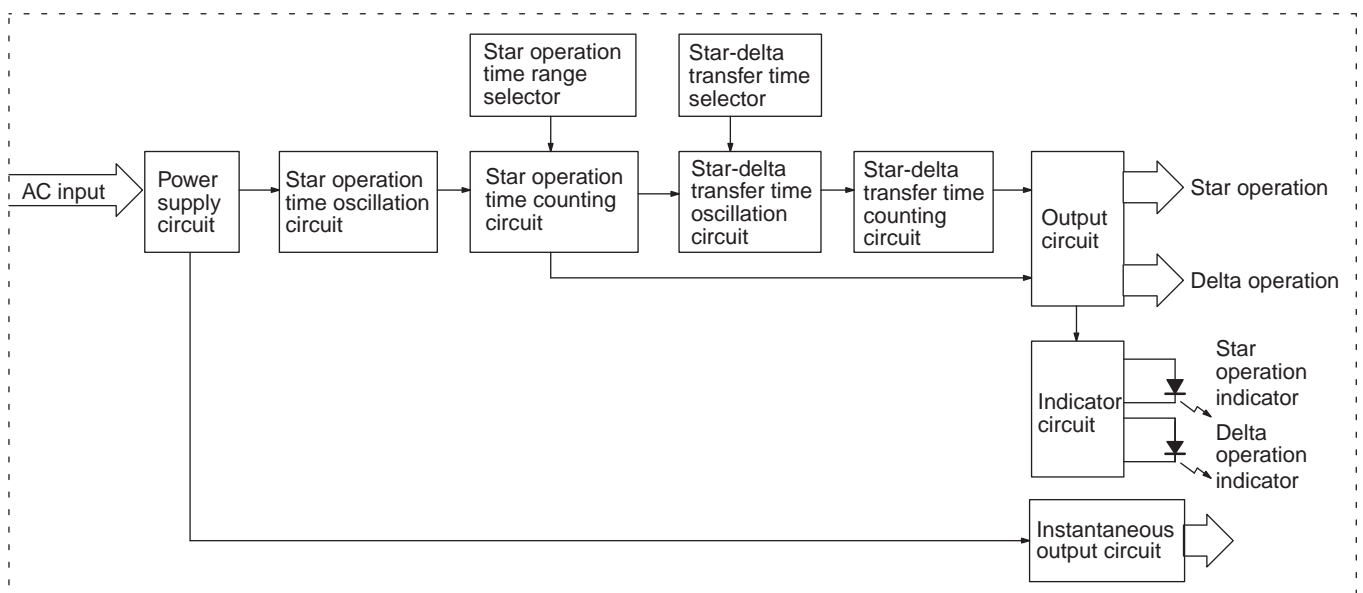 Star operation
time range
selector
Star-delta
transfer time
selector
AC input
Power
supply
circuit
Star operation
time oscillation
circuit
Star operation
time counting
circuit
Star-delta
transfer time
oscillation
circuit
Star-delta
transfer time
counting
circuit
Output
circuit
Star operation
Delta operation
Indicator
circuit
Star
operation
indicator
Delta
operation
indicator
Instantaneous
output circuit